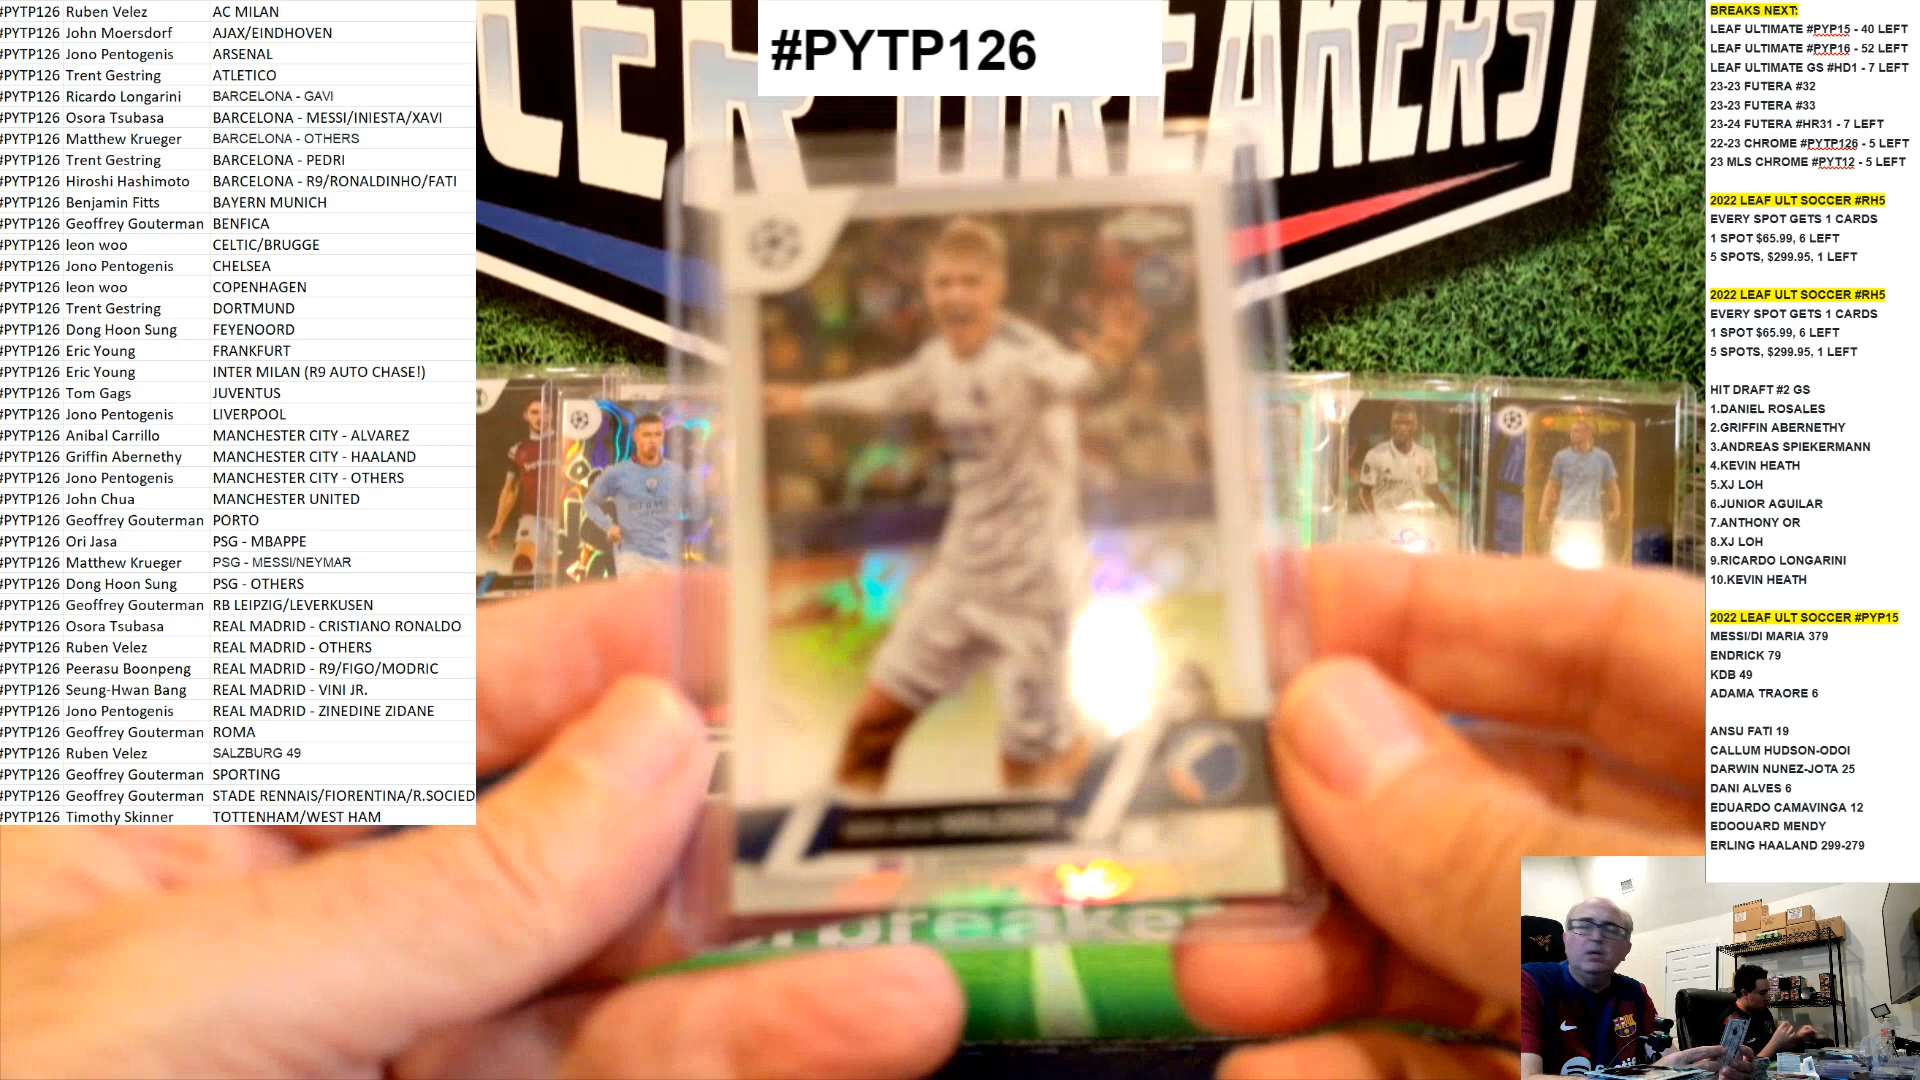 #PYTP126 Ruben Velez AC MILAN
#PYTP126 John Moersdorf AJAX/EINDHOVEN
#PYTP126 Jono Pentogenis ARSENAL
#PYTP126 Trent Gestring ATLETICO
#PYTP126 Ricardo Longarini BARCELONA - GAVI
#PYTP126 Osora Tsubasa BARCELONA - MESSI/INIESTA/XAVI
#PYTP126 Matthew Krueger BARCELONA - OTHERS
#PYTP126 Trent Gestring BARCELONA - PEDRI
#PYTP126 Hiroshi Hashimoto BARCELONA - R9/RONALDINHO/FATI
#PYTP126 Benjamin Fitts BAYERN MUNICH
#PYTP126 Geoffrey Gouterman BENFICA
#PYTP126 leon woo CELTIC/BRUGGE
#PYTP126 Jono Pentogenis CHELSEA
#PYTP126 leon woo COPENHAGEN
#PYTP126 Trent Gestring DORTMUND
#PYTP126 Dong Hoon Sung FEYENOORD
#PYTP126 Eric Young FRANKFURT
#PYTP126 Eric Young INTER MILAN (R9 AUTO CHASE!)
#PYTP126 Tom Gags JUVENTUS
#PYTP126 Jono Pentogenis LIVERPOOL
#PYTP126 Anibal Carrillo MANCHESTER CITY - ALVAREZ
#PYTP126 Griffin Abernethy MANCHESTER CITY - HAALAND
#PYTP126 Jono Pentogenis MANCHESTER CITY - OTHERS
#PYTP126 John Chua MANCHESTER UNITED
#PYTP126 Geoffrey Gouterman PORTO
#PYTP126 Ori Jasa PSG - MBAPPE
#PYTP126 Matthew Krueger PSG - MESSI/NEYMAR
#PYTP126 Dong Hoon Sung PSG - OTHERS
#PYTP126 Geoffrey Gouterman RB LEIPZIG/LEVERKUSEN
#PYTP126 Osora Tsubasa REAL MADRID - CRISTIANO RONALDO
#PYTP126 Ruben Velez REAL MADRID - OTHERS
#PYTP126 Peerasu Boonpeng REAL MADRID - R9/FIGO/MODRIC
#PYTP126 Seung-Hwan Bang REAL MADRID - VINI JR.
#PYTP126 Jono Pentogenis REAL MADRID - ZINEDINE ZIDANE
#PYTP126 Geoffrey Gouterman ROMA
#PYTP126 Ruben Velez SALZBURG 49
#PYTP126 Geoffrey Gouterman SPORTING
#PYTP126 Geoffrey Gouterman STADE RENNAIS/FIORENTINA/R.SOCIED
#PYTP126 Timothy Skinner TOTTENHAM/WEST HAM
#PYTP126
BREAKERS
BREAKS NEXT:
LEAF ULTIMATE #PYP15 - 40 LEFT
LEAF ULTIMATE #PYP16 - 52 LEFT
LEAF ULTIMATE GS #HD1 - 7 LEFT
23-23 FUTERA #32
23-23 FUTERA #33
23-24 FUTERA #HR31 - 7 LEFT
22-23 CHROME #PYTP126 - 5 LEFT
23 MLS CHROME #PYT12 - 5 LEFT
2022 LEAF ULT SOCCER #RH5
EVERY SPOT GETS 1 CARDS
1 SPOT $65.99, 6 LEFT
5 SPOTS, $299.95, 1 LEFT
2022 LEAF ULT SOCCER #RH5
EVERY SPOT GETS 1 CARDS
1 SPOT $65.99, 6 LEFT
5 SPOTS, $299.95, 1 LEFT
HIT DRAFT #2 GS
1.DANIEL ROSALES
2.GRIFFIN ABERNETHY
3.ANDREAS SPIEKERMANN
4.KEVIN HEATH
5.XJ LOH
6.JUNIOR AGUILAR
7.ANTHONY OR
8.XJ LOH
9.RICARDO LONGARINI
10.KEVIN HEATH
2022 LEAF ULT SOCCER #PYP15
MESSI/DI MARIA 379
ENDRICK 79
KDB 49
ADAMA TRAORE 6
ANSU FATI 19
CALLUM HUDSON-ODOI
DARWIN NUNEZ-JOTA 25
DANI ALVES 6
EDUARDO CAMAVINGA 12
EDOOUARD MENDY
ERLING HAALAND 299-279